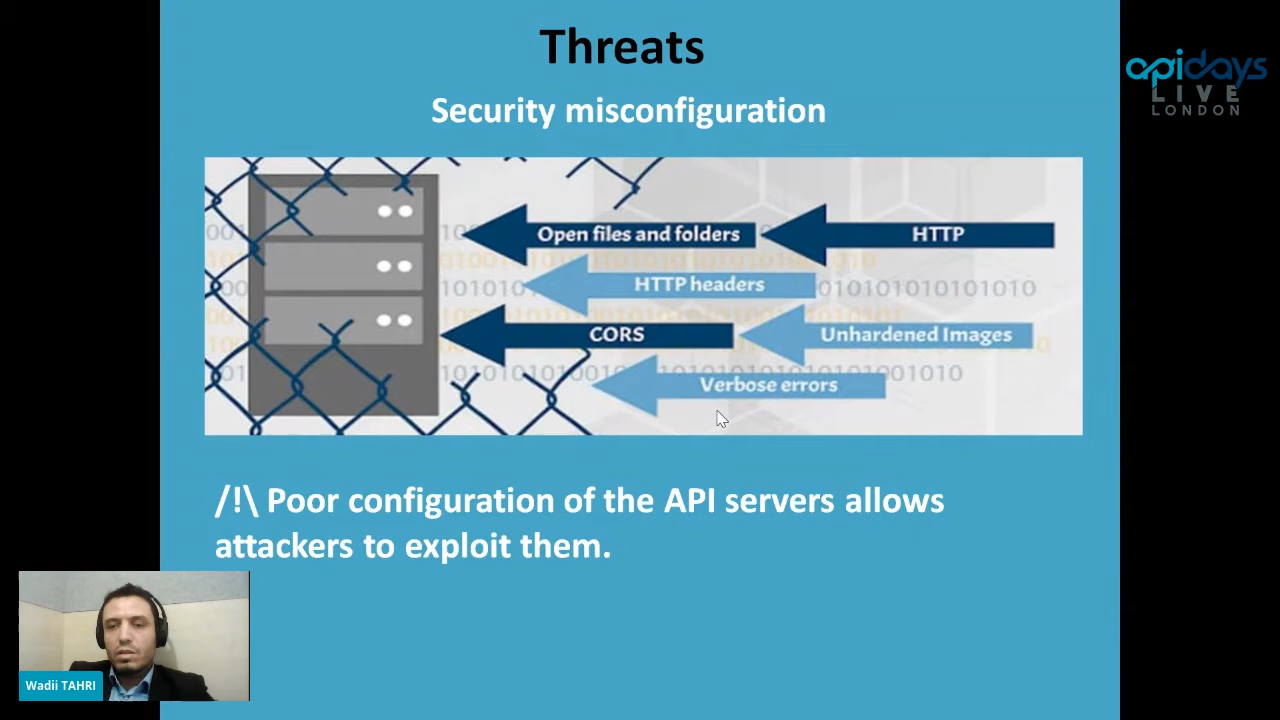 Threats
Security misconfiguration
apidays
LIVE
LONDON
Open files and folders
HTTP
HTTP headers
CORS
Unhardened Images
Verbose errors
/!\ Poor configuration of the API servers allows
attackers to exploit them.
Wadii TAHRI